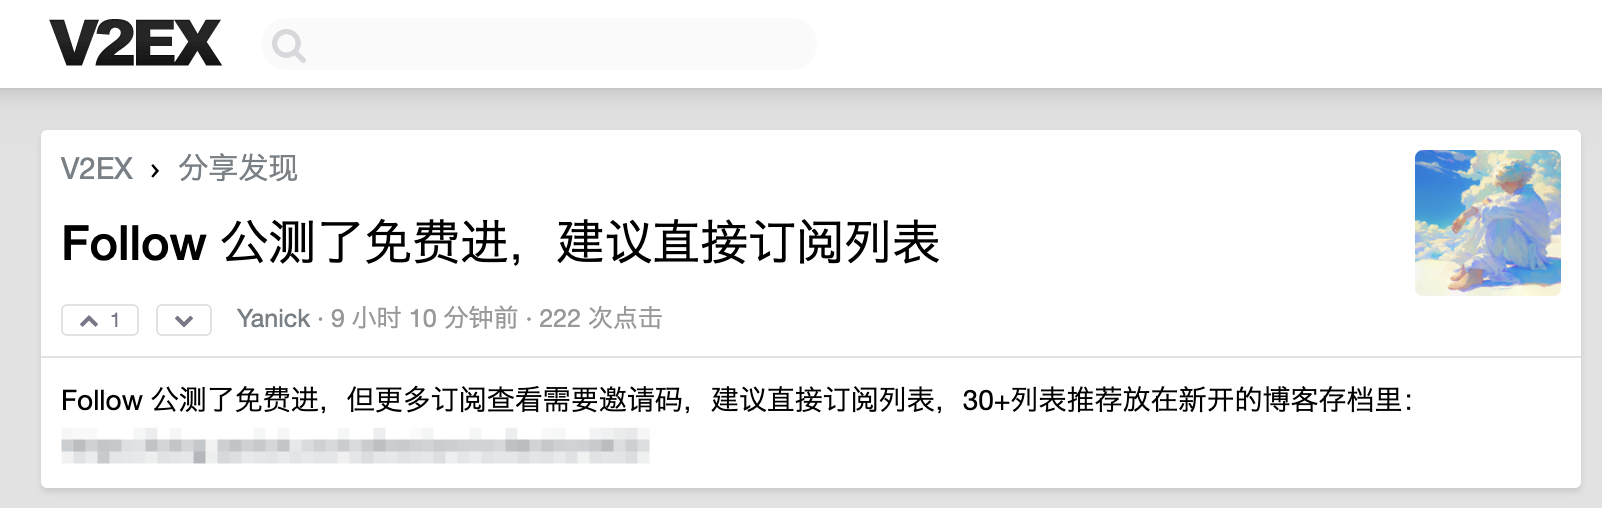 V2EX
V2EX › 分享发现
Follow 公测了免费进，建议直接订阅列表
1 Yanick · 9 小时 10 分钟前 · 222 次点击
Follow 公测了免费进，但更多订阅查看需要邀请码，建议直接订阅列表，30+列表推荐放在新开的博客存档里：